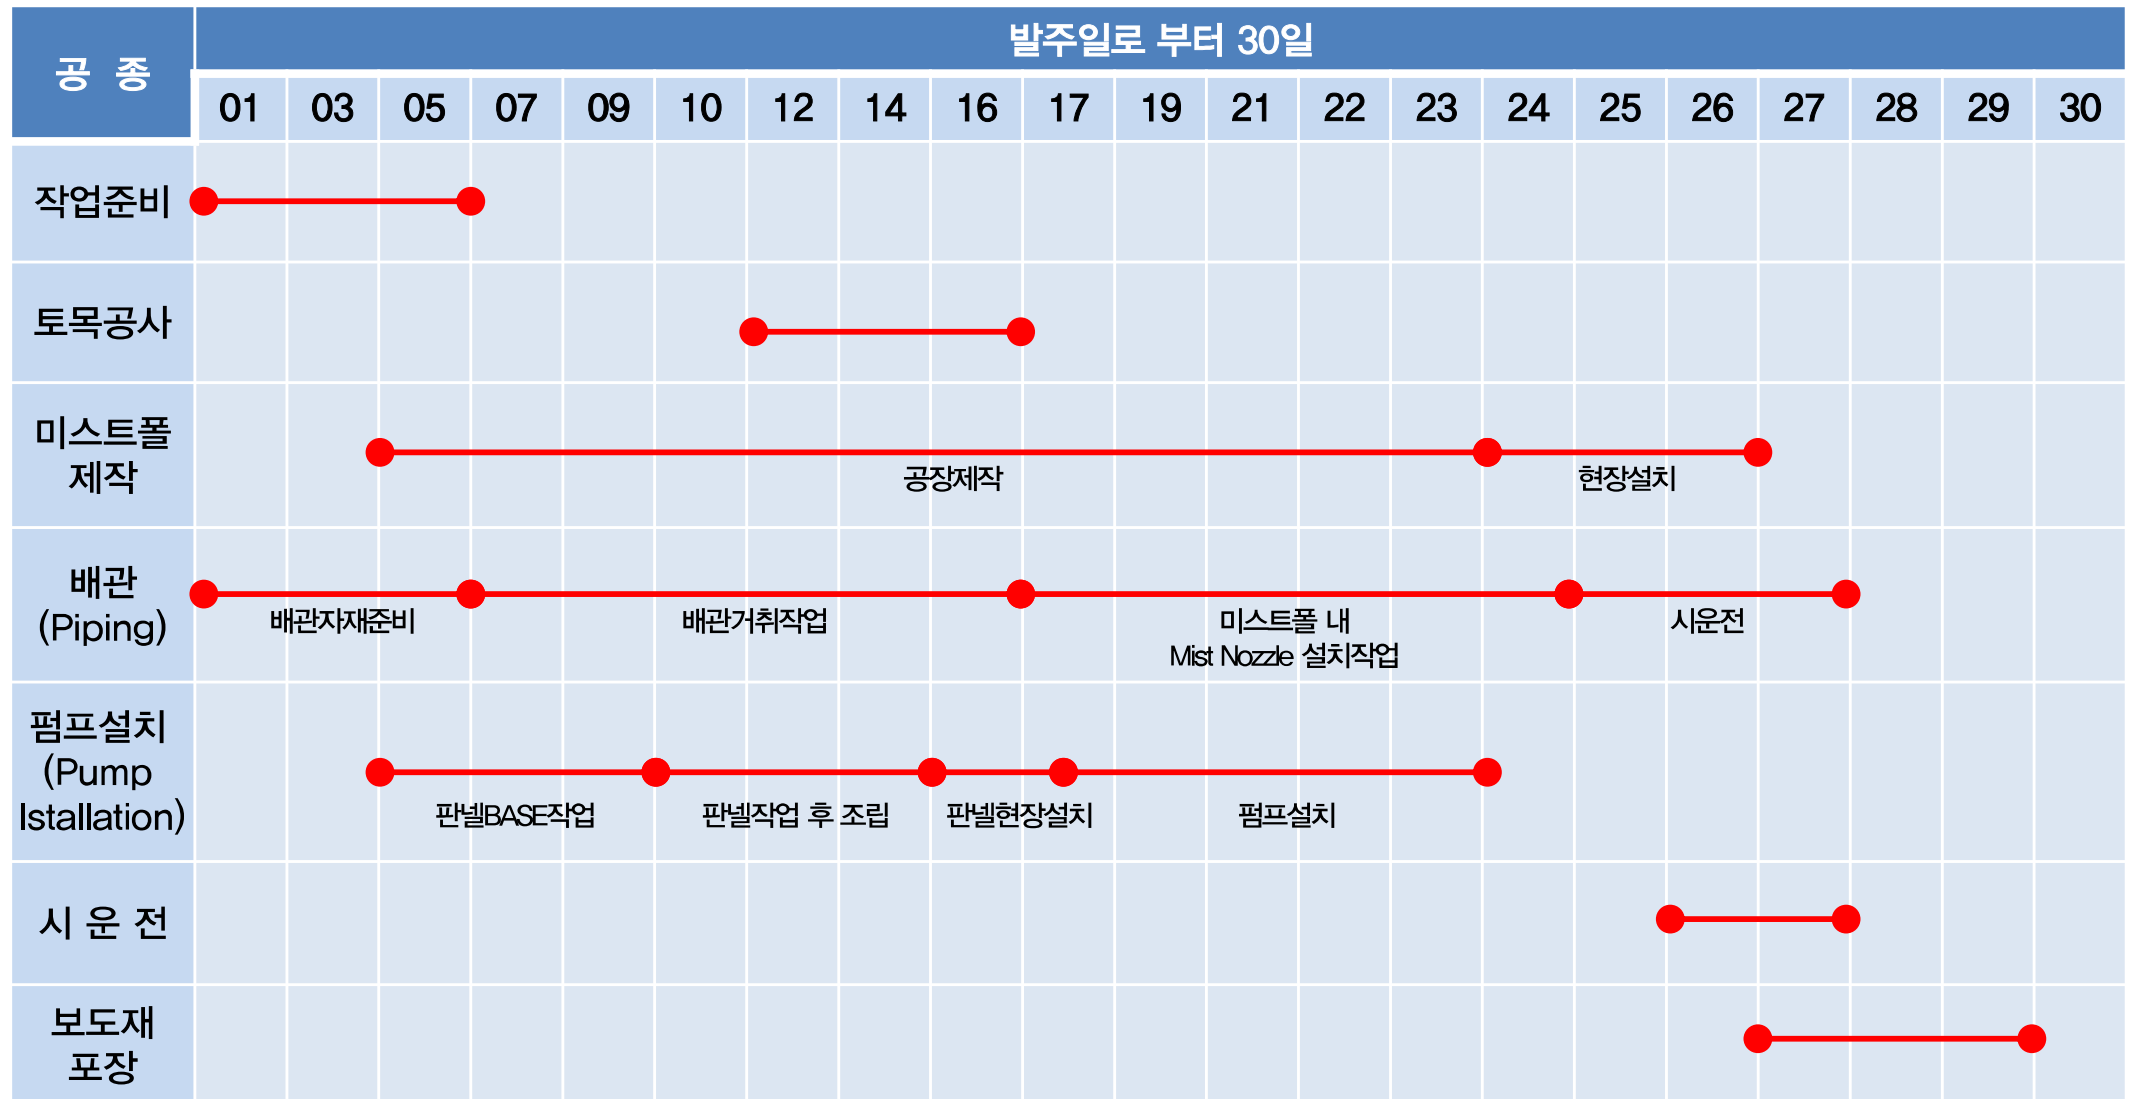 공 종
발주일로 부터 30일
01 03 05 07 09 10 12 14 16 17 19 21 22 23 24 25 26 27 28 29 30
작업준비
토목공사
미스트폴
제작
공장제작 현장설치
배관
(Piping)
배관자재준비 배관거취작업 미스트폴 내 시운전
Mist Nozzle 설치작업
펌프설치
(Pump
Istallation)
판넬BASE작업 판넬작업 후 조립 판넬현장설치 펌프설치
시 운 전
보도재
포장